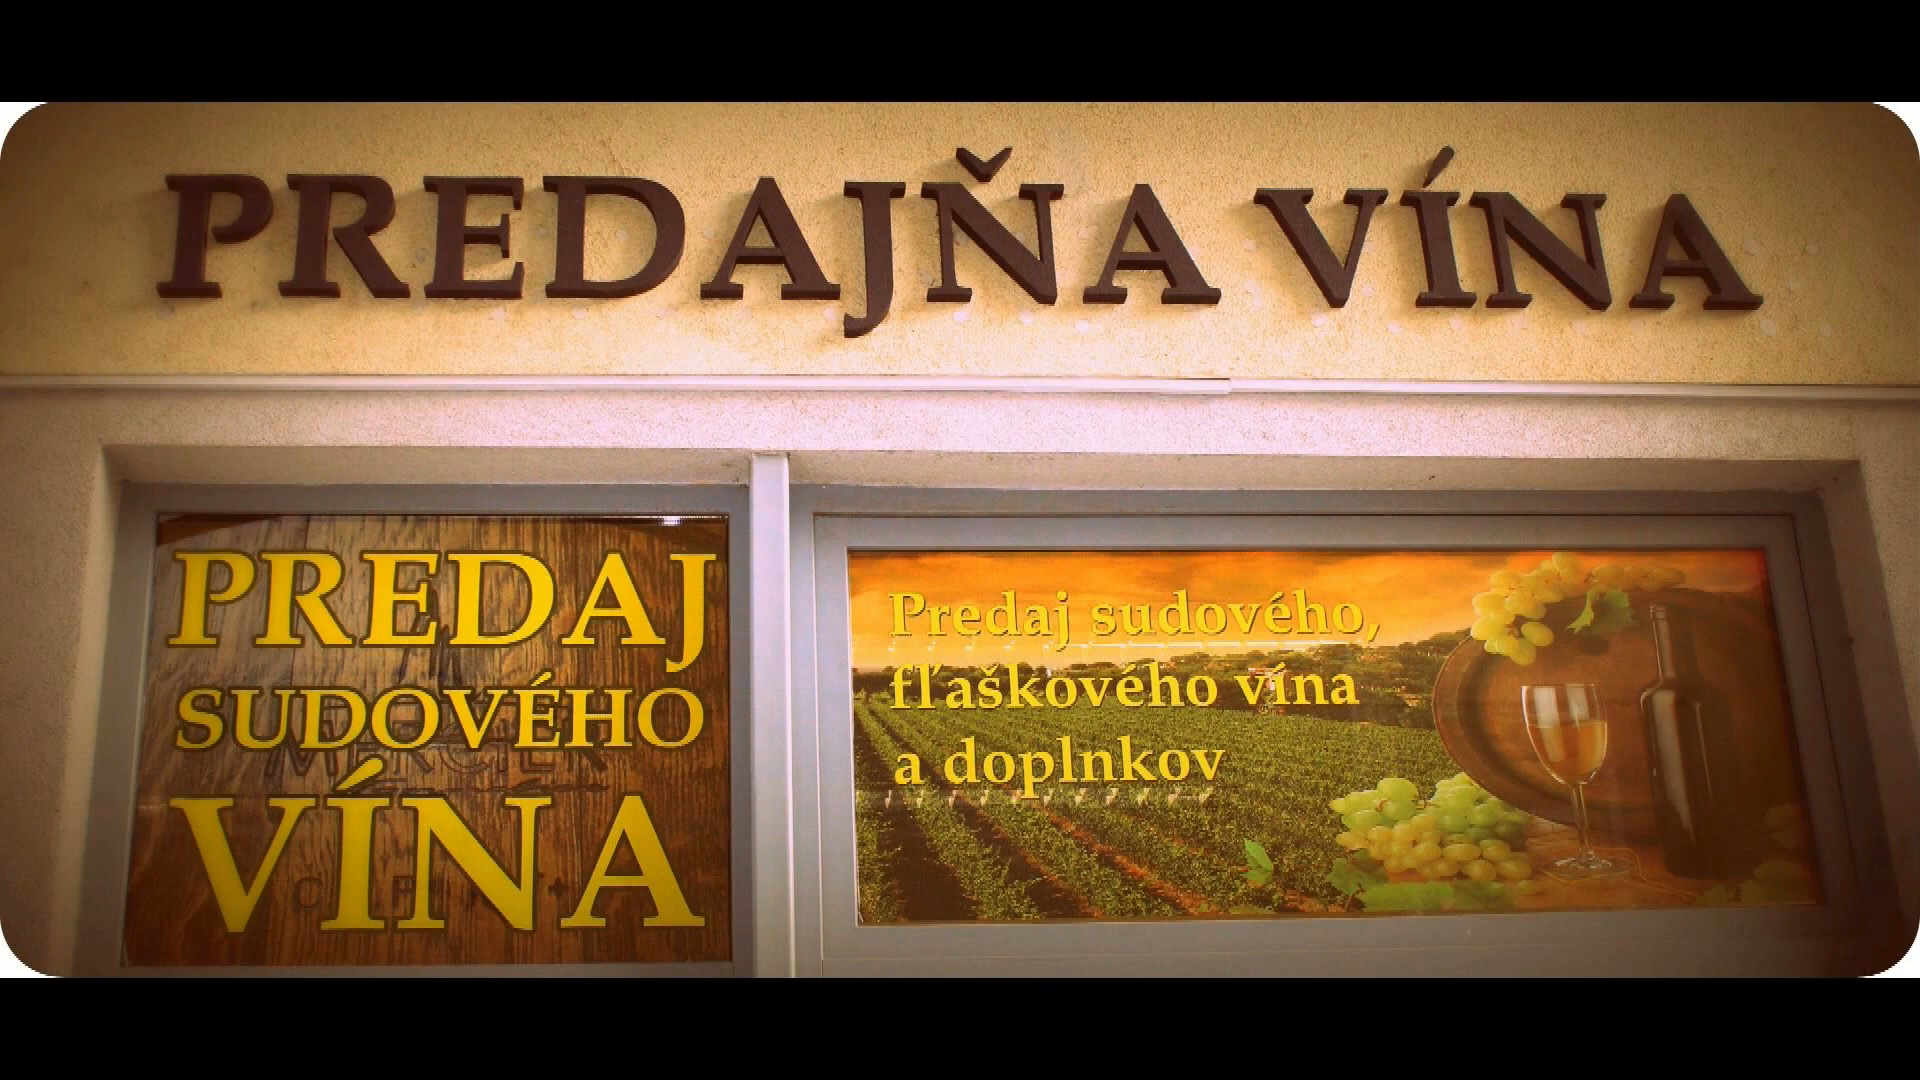 PREDAJŇA VÍNA
PREDAJ
SUDOVÉHO
VÍNA
Predaj sudového,
fľaškového vína
a doplnkov